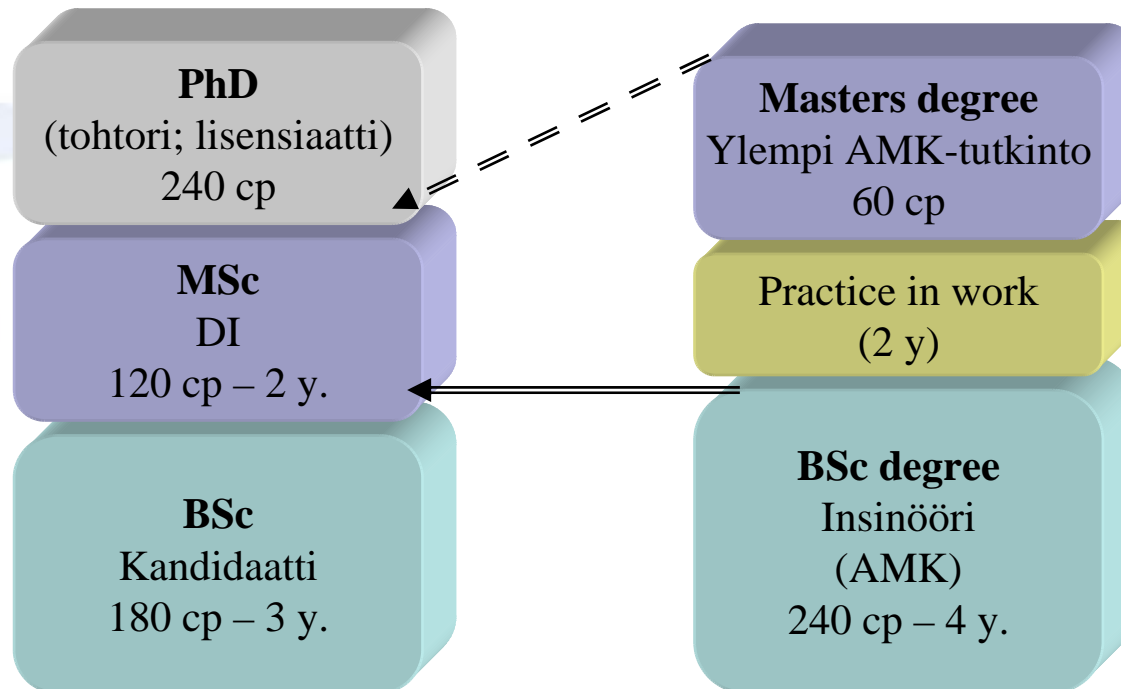 PhD
(tohtori; lisensiaatti)
240 cp
MSc
DI
120 cp – 2 y.
BSc
Kandidaatti
180 cp – 3 y.
Masters degree
Ylempi AMK-tutkinto
60 cp
Practice in work
(2 y)
BSc degree
Insinööri
(AMK)
240 cp – 4 y.